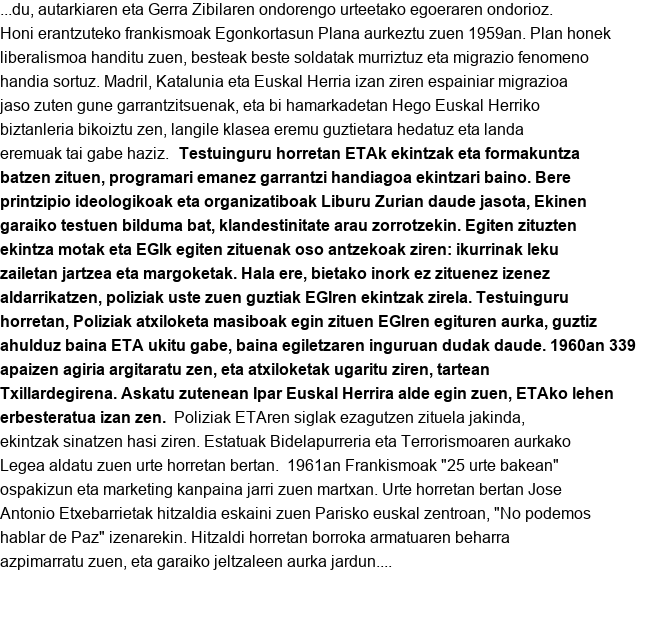 ...du, autarkiaren eta Gerra Zibilaren ondorengo urteetako egoeraren ondorioz.
Honi erantzuteko frankismoak Egonkortasun Plana aurkeztu zuen 1959an. Plan honek
liberalismoa handitu zuen, besteak beste soldatak murriztuz eta migrazio fenomeno
handia sortuz. Madril, Katalunia eta Euskal Herria izan ziren espainiar migrazioa
jaso zuten gune garrantzitsuenak, eta bi hamarkadetan Hego Euskal Herriko
biztanleria bikoiztu zen, langile klasea eremu guztietara hedatuz eta landa
eremuak tai gabe haziz.  Testuinguru horretan ETAk ekintzak eta formakuntza
batzen zituen, programari emanez garrantzi handiagoa ekintzari baino. Bere
printzipio ideologikoak eta organizatiboak Liburu Zurian daude jasota, Ekinen
garaiko testuen bilduma bat, klandestinitate arau zorrotzekin. Egiten zituzten
ekintza motak eta EGIk egiten zituenak oso antzekoak ziren: ikurrinak leku
zailetan jartzea eta margoketak. Hala ere, bietako inork ez zituenez izenez
aldarrikatzen, poliziak uste zuen guztiak EGIren ekintzak zirela. Testuinguru
horretan, Poliziak atxiloketa masiboak egin zituen EGIren egituren aurka, guztiz
ahulduz baina ETA ukitu gabe, baina egiletzaren inguruan dudak daude. 1960an 339
apaizen agiria argitaratu zen, eta atxiloketak ugaritu ziren, tartean
Txillardegirena. Askatu zutenean Ipar Euskal Herrira alde egin zuen, ETAko lehen
erbesteratua izan zen.  Poliziak ETAren siglak ezagutzen zituela jakinda,
ekintzak sinatzen hasi ziren. Estatuak Bidelapurreria eta Terrorismoaren aurkako
Legea aldatu zuen urte horretan bertan.  1961an Frankismoak "25 urte bakean"
ospakizun eta marketing kanpaina jarri zuen martxan. Urte horretan bertan Jose
Antonio Etxebarrietak hitzaldia eskaini zuen Parisko euskal zentroan, "No podemos
hablar de Paz" izenarekin. Hitzaldi horretan borroka armatuaren beharra
azpimarratu zuen, eta garaiko jeltzaleen aurka jardun....